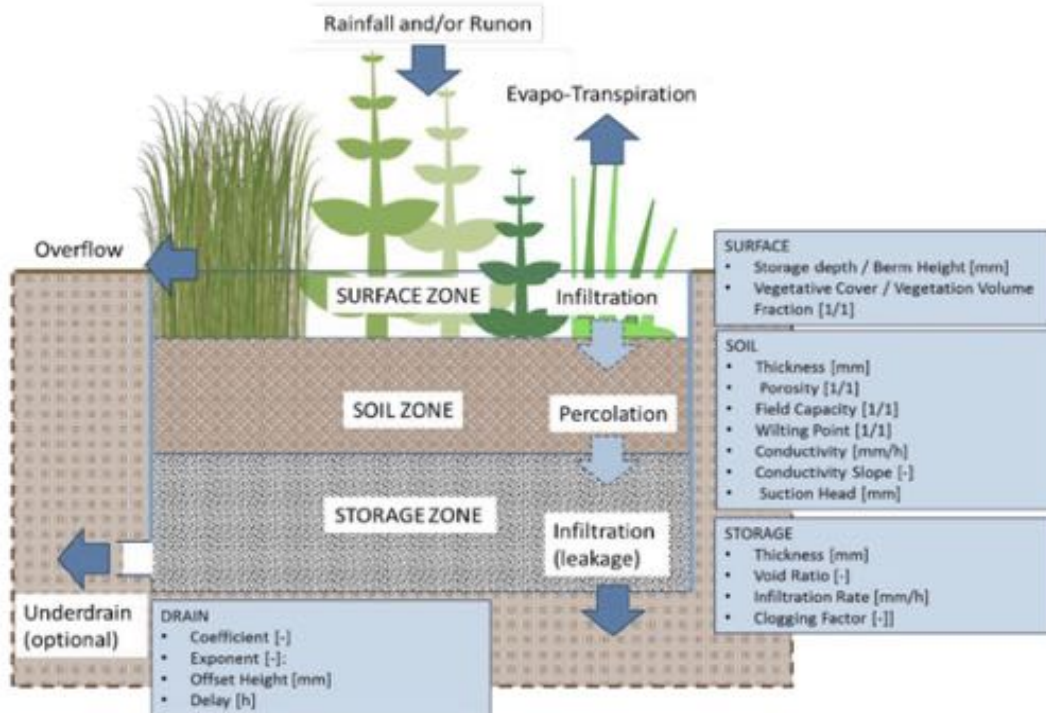 Rainfall and/or Runon
Evapo-Transpiration
Overflow
SURFACE ZONE
Infiltration
SOIL ZONE
Percolation
STORAGE ZONE
Infiltration
(leakage)
Underdrain
(optional)
SURFACE
• Storage depth / Berm Height [mm]
• Vegetative Cover / Vegetation Volume
Fraction [1/1]
SOIL
• Thickness [mm]
• Porosity [1/1]
• Field Capacity [1/1]
• Wilting Point [1/1]
• Conductivity [mm/h]
• Conductivity Slope [-]
• Suction Head [mm]
STORAGE
• Thickness [mm]
• Void Ratio [-]
• Infiltration Rate [mm/h]
• Clogging Factor [-]]
DRAIN
• Coefficient [-]
• Exponent [-]:
• Offset Height [mm]
• Delay [h]